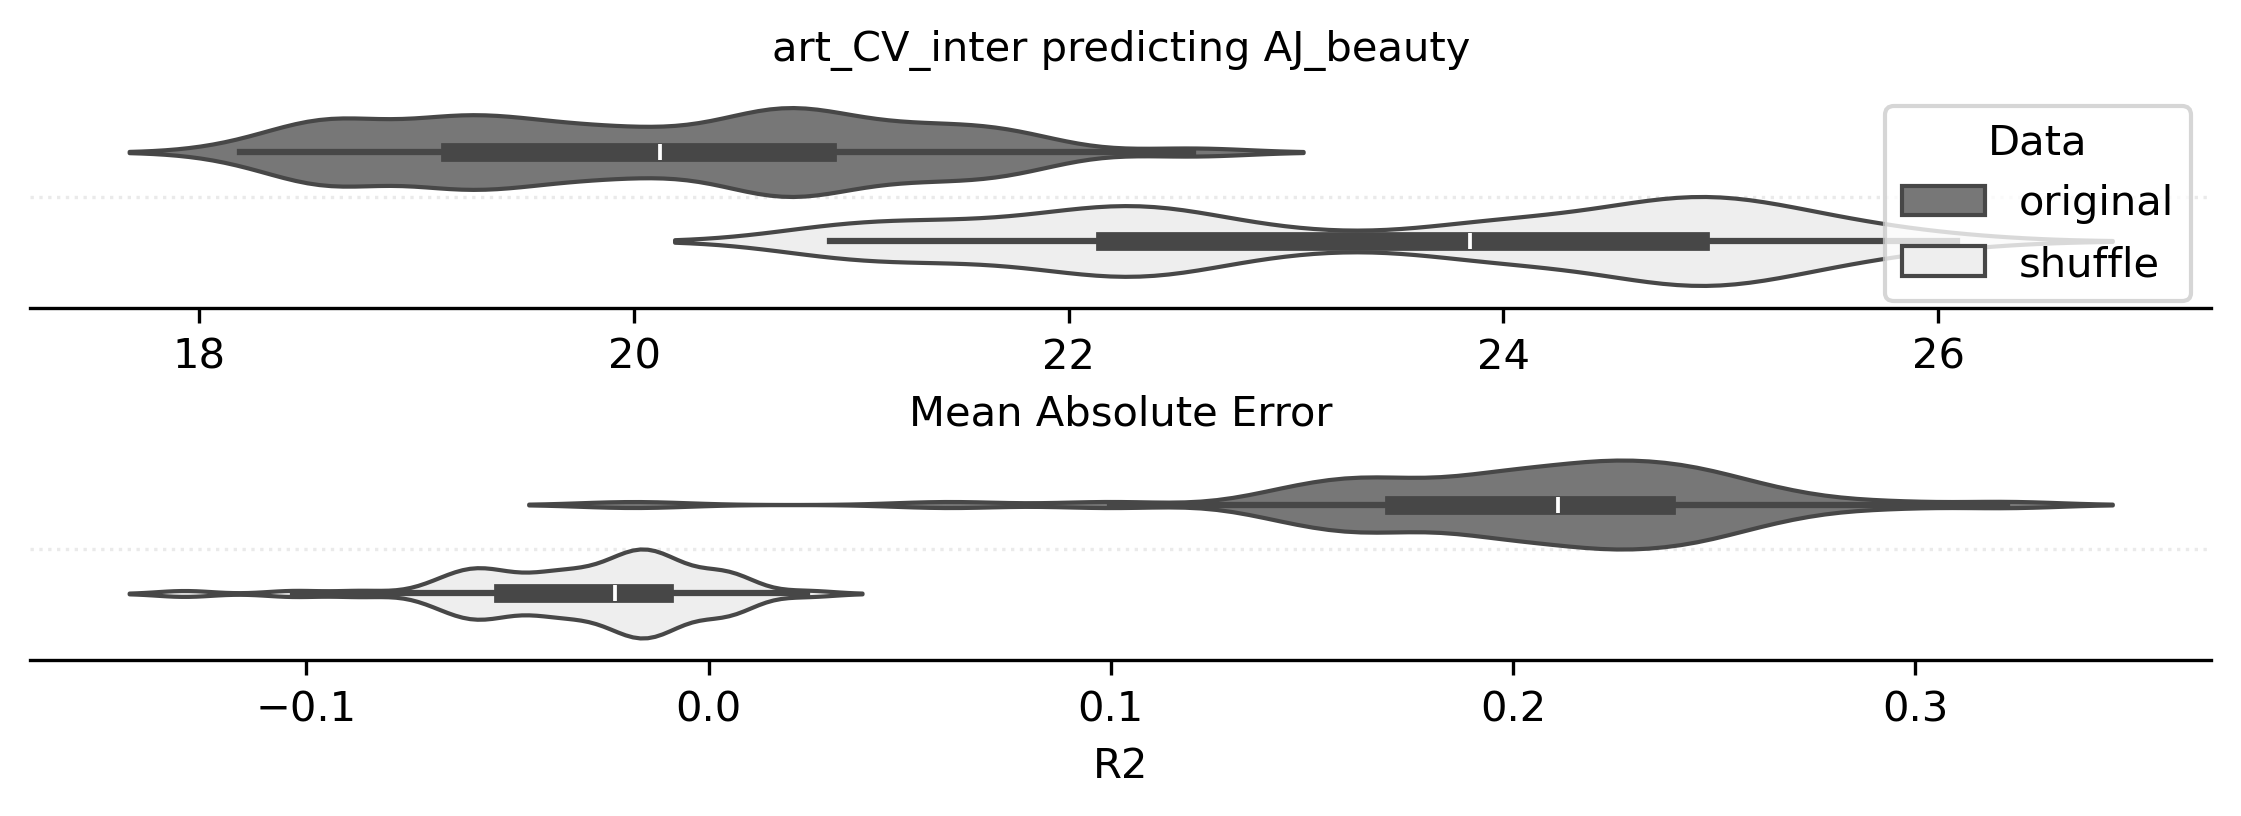 art_CV_inter predicting AJ_beauty
Data
original
shuffle
18 20 22 24 26
Mean Absolute Error
−0.1 0.0 0.1 0.2 0.3
R2